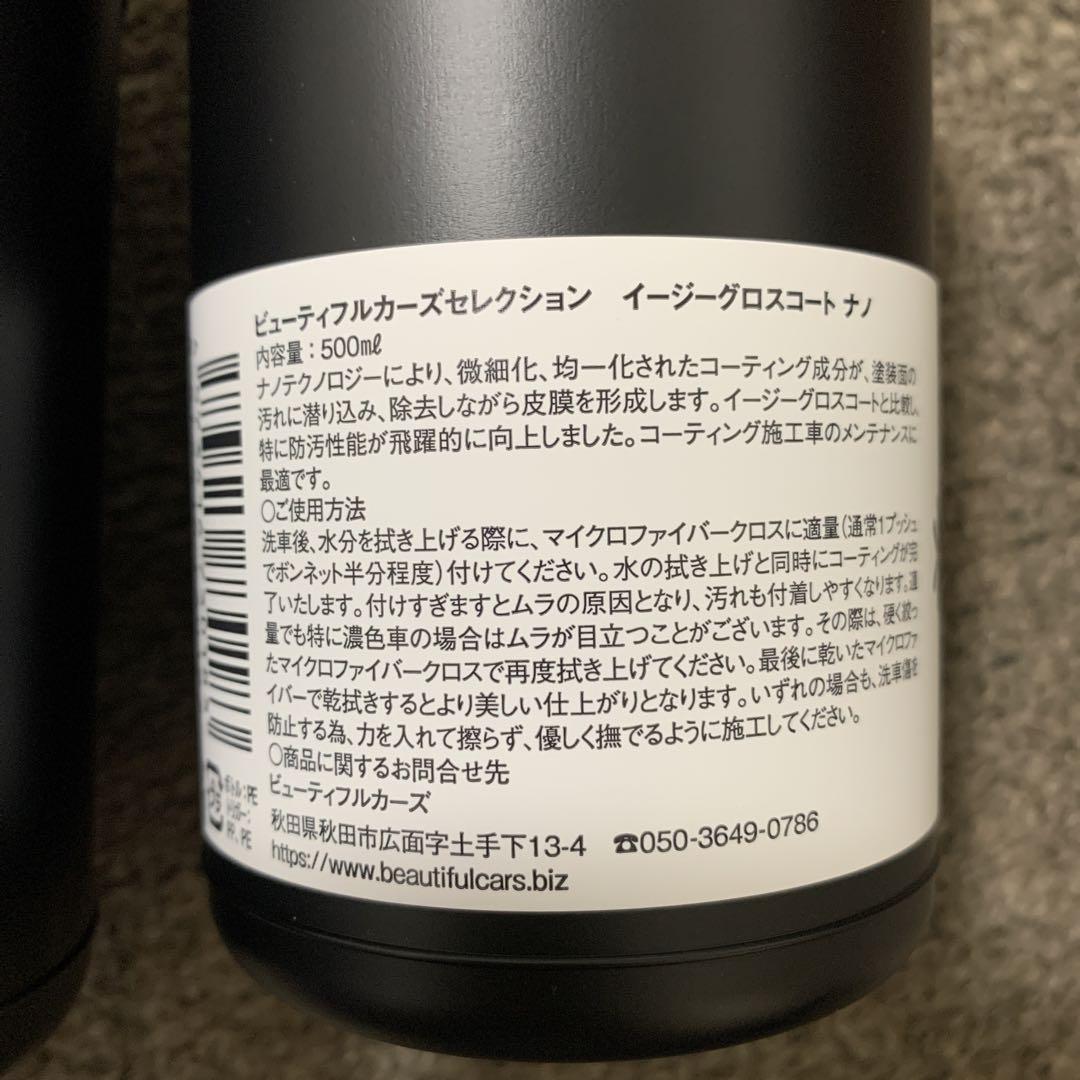 ビューティフルカーズセレクション　イージーグロスコート ナノ
内容量：500㎖
ナノテクノロジーにより、微細化、均一化されたコーティング成分が、塗装面の
汚れに潜り込み、除去しながら皮膜を形成します。イージーグロスコートと比較し、
特に防汚性能が飛躍的に向上しました。コーティング施工車のメンテナンスに
最適です。
○ご使用方法
洗車後、水分を拭き上げる際に、マイクロファイバークロスに適量（通常1プッシュ
でボンネット半分程度）付けてください。水の拭き上げと同時にコーティングが完
了いたします。付けすぎますとムラの原因となり、汚れも付着しやすくなります。適
量でも特に濃色車の場合はムラが目立つことがございます。その際は、硬く絞っ
たマイクロファイバークロスで再度拭き上げてください。最後に乾いたマイクロファ
イバーで乾拭きするとより美しい仕上がりとなります。いずれの場合も、洗車傷を
防止する為、力を入れて擦らず、優しく撫でるように施工してください。
○商品に関するお問合せ先
ビューティフルカーズ
秋田県秋田市広面字土手下13-4　☎050-3649-0786
https://www.beautifulcars.biz
プラ
ボトル：PE
トリガー：
PP、PE